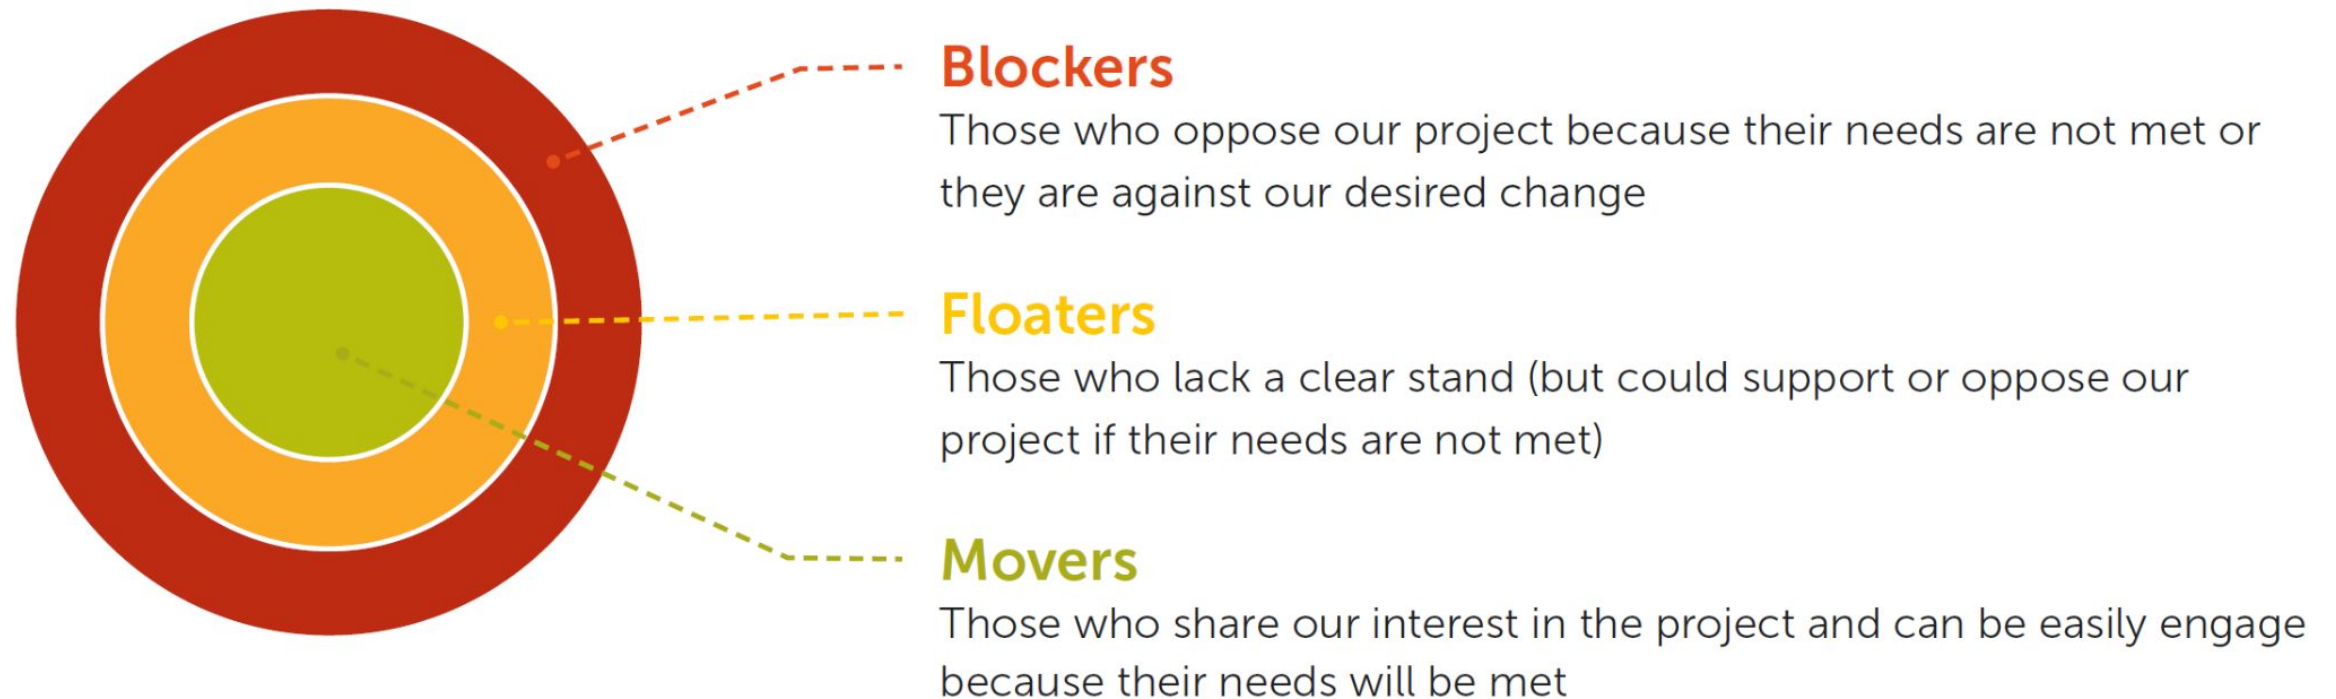 Blockers
Those who oppose our project because their needs are not met or
they are against our desired change
Floaters
Those who lack a clear stand (but could support or oppose our
project if their needs are not met)
Movers
Those who share our interest in the project and can be easily engage
because their needs will be met